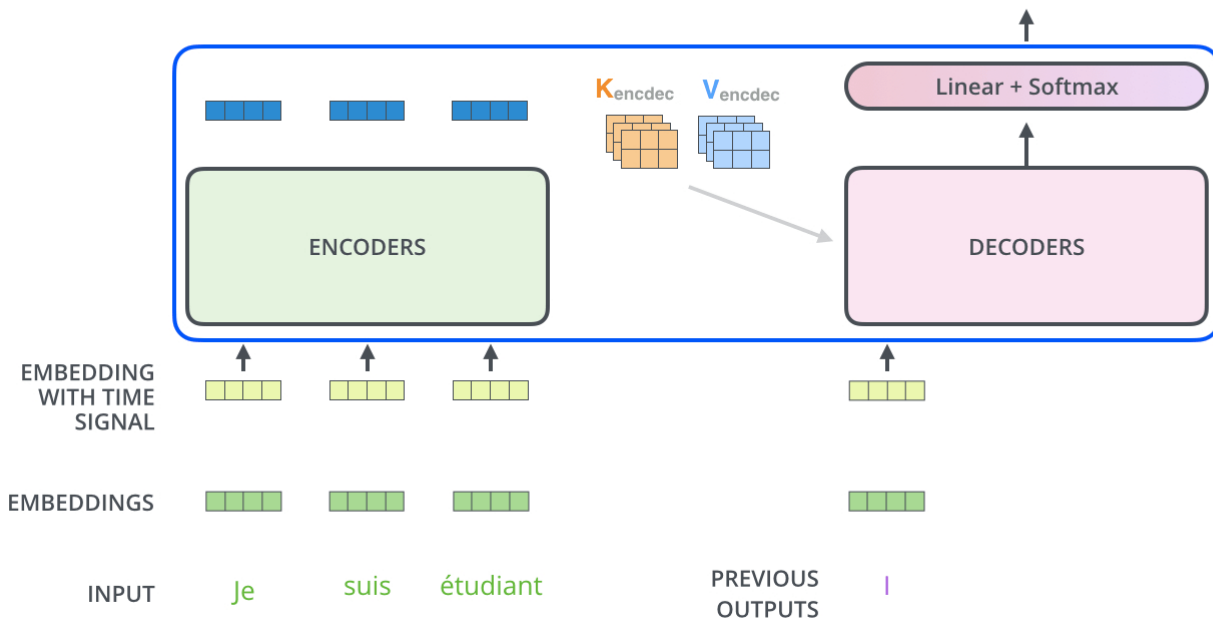 Linear + Softmax
Kencdec
Vencdec
ENCODERS
DECODERS
EMBEDDING
WITH TIME
SIGNAL
EMBEDDINGS
INPUT
Je
suis
étudiant
PREVIOUS
OUTPUTS
I